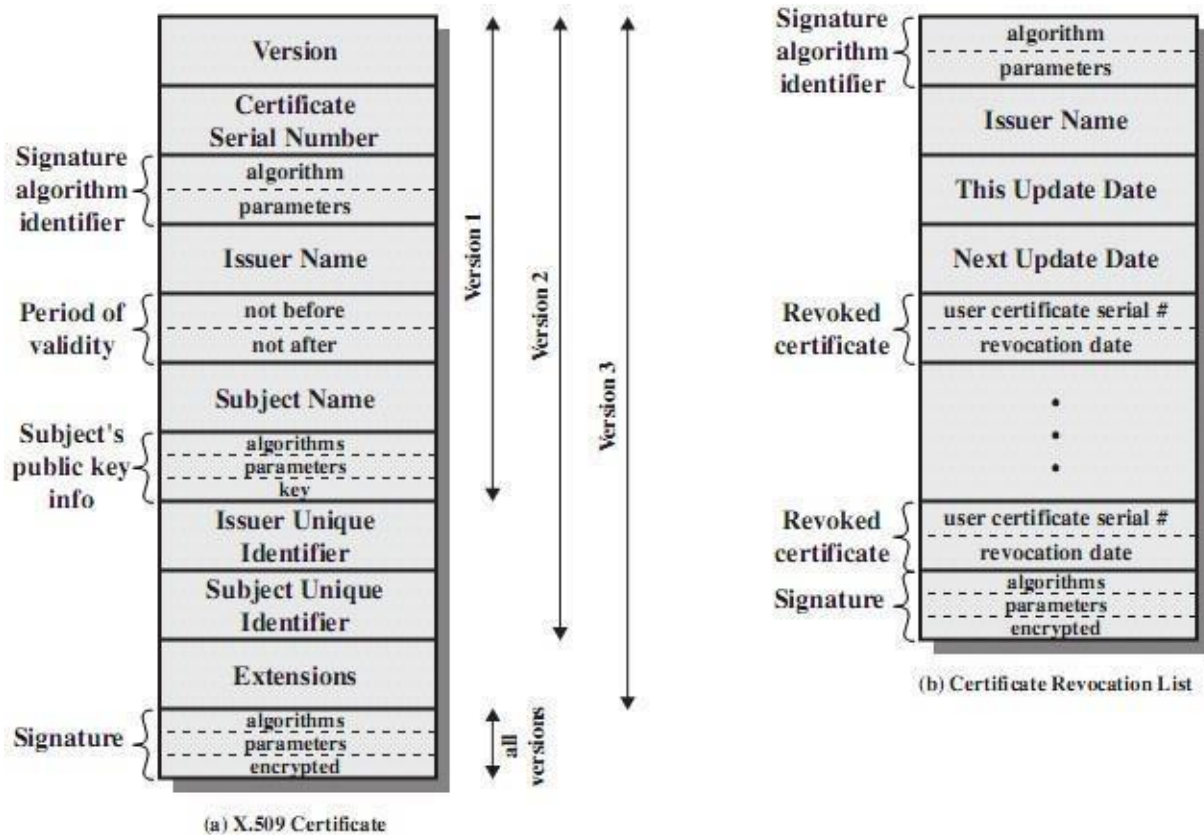 Version
Certificate
Serial Number
Signature
algorithm
identifier
algorithm
parameters
Issuer Name
Period of
validity
not before
not after
Subject Name
Subject's
public key
info
algorithms
parameters
key
Issuer Unique
Identifier
Subject Unique
Identifier
Extensions
Signature
algorithms
parameters
encrypted
Version 1
Version 2
Version 3
all
versions
(a) X.509 Certificate
Signature
algorithm
identifier
algorithm
parameters
Issuer Name
This Update Date
Next Update Date
Revoked
certificate
user certificate serial #
revocation date
Revoked
certificate
user certificate serial #
revocation date
Signature
algorithms
parameters
encrypted
(b) Certificate Revocation List